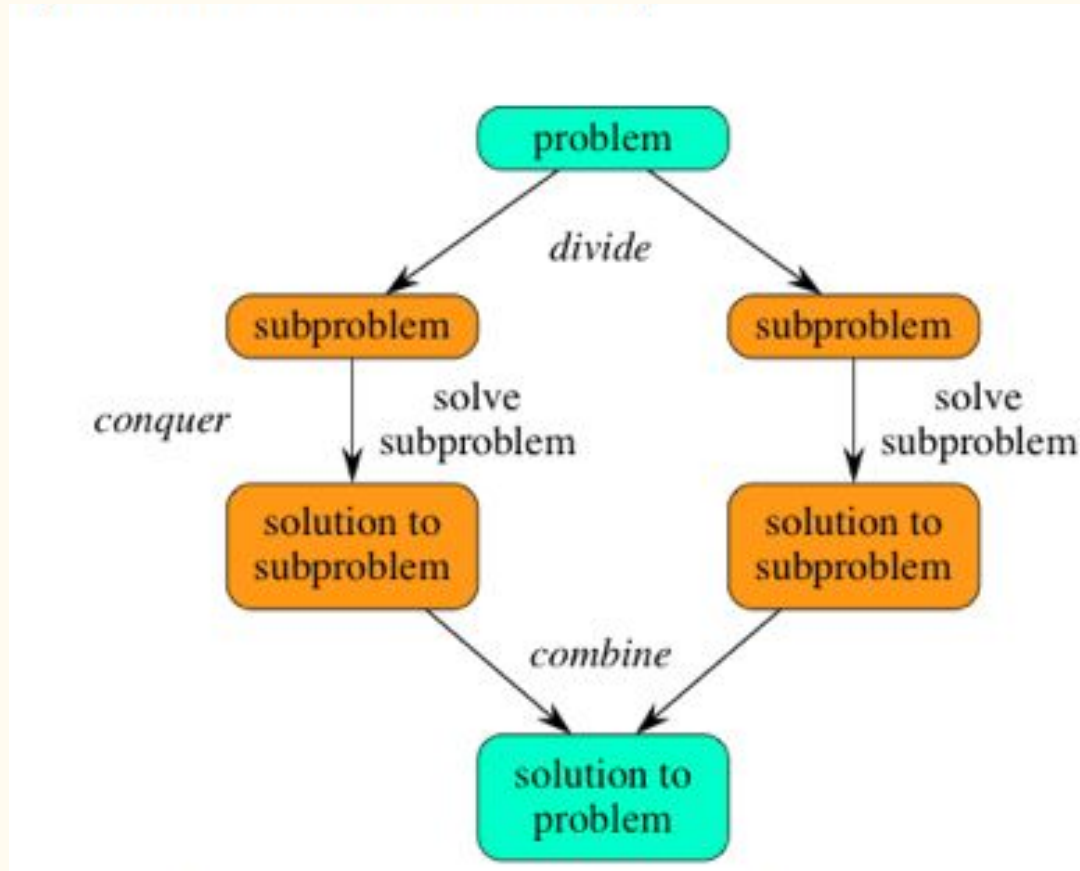 problem
divide
subproblem
subproblem
conquer
solve
subproblem
solve
subproblem
solution to
subproblem
solution to
subproblem
combine
solution to
problem